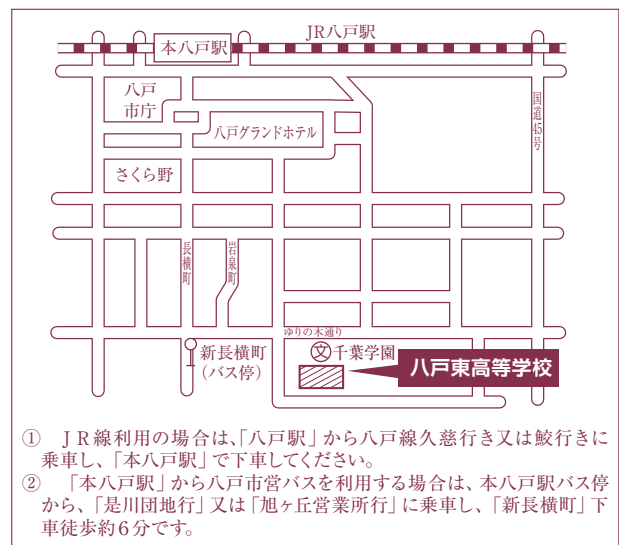 JR八戸駅
本八戸駅
八戸
市庁
国道45号
八戸グランドホテル
さくら野
長横町
岩泉町
ゆりの木通り
新長横町
(バス停)
文千葉学園
八戸東高等学校
① ＪＲ線利用の場合は、「八戸駅」から八戸線久慈行き又は鮫行きに
乗車し、「本八戸駅」で下車してください。
② 「本八戸駅」から八戸市営バスを利用する場合は、本八戸駅バス停
から、「是川団地行」又は「旭ヶ丘営業所行」に乗車し、「新長横町」下
車徒歩約６分です。